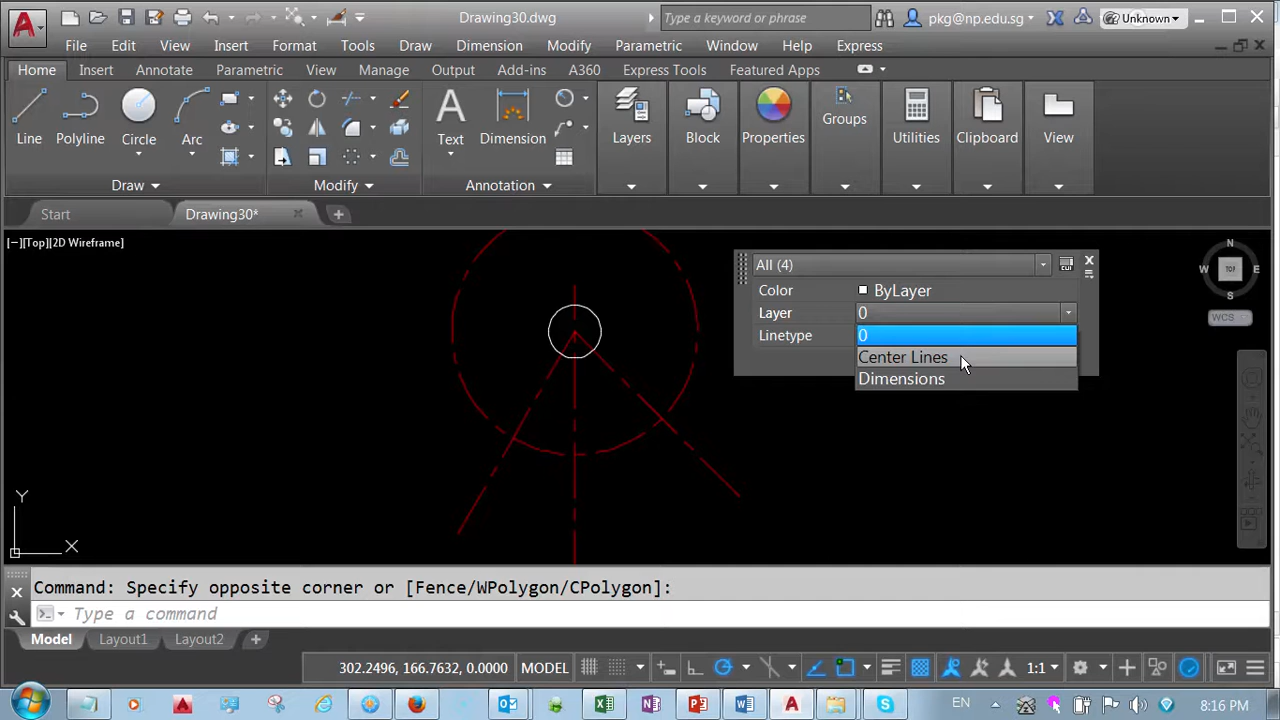 Drawing30.dwg
Type a keyword or phrase
pkg@np.edu.sg
Unknown
File Edit View Insert Format Tools Draw Dimension Modify Parametric Window Help Express
Home Insert Annotate Parametric View Manage Output Add-ins A360 Express Tools Featured Apps
Line Polyline Circle Arc Text Dimension Layers Block Properties Groups Utilities Clipboard View
Draw Modify Annotation
Start Drawing30*
[−][Top][2D Wireframe]
All (4)
Color ByLayer
Layer 0
Linetype 0
Center Lines
Dimensions
N
W TOP E
S
WCS
Y
X
Command: Specify opposite corner or [Fence/WPolygon/CPolygon]:
Type a command
Model Layout1 Layout2
302.2496, 166.7632, 0.0000 MODEL 1:1
EN 8:16 PM